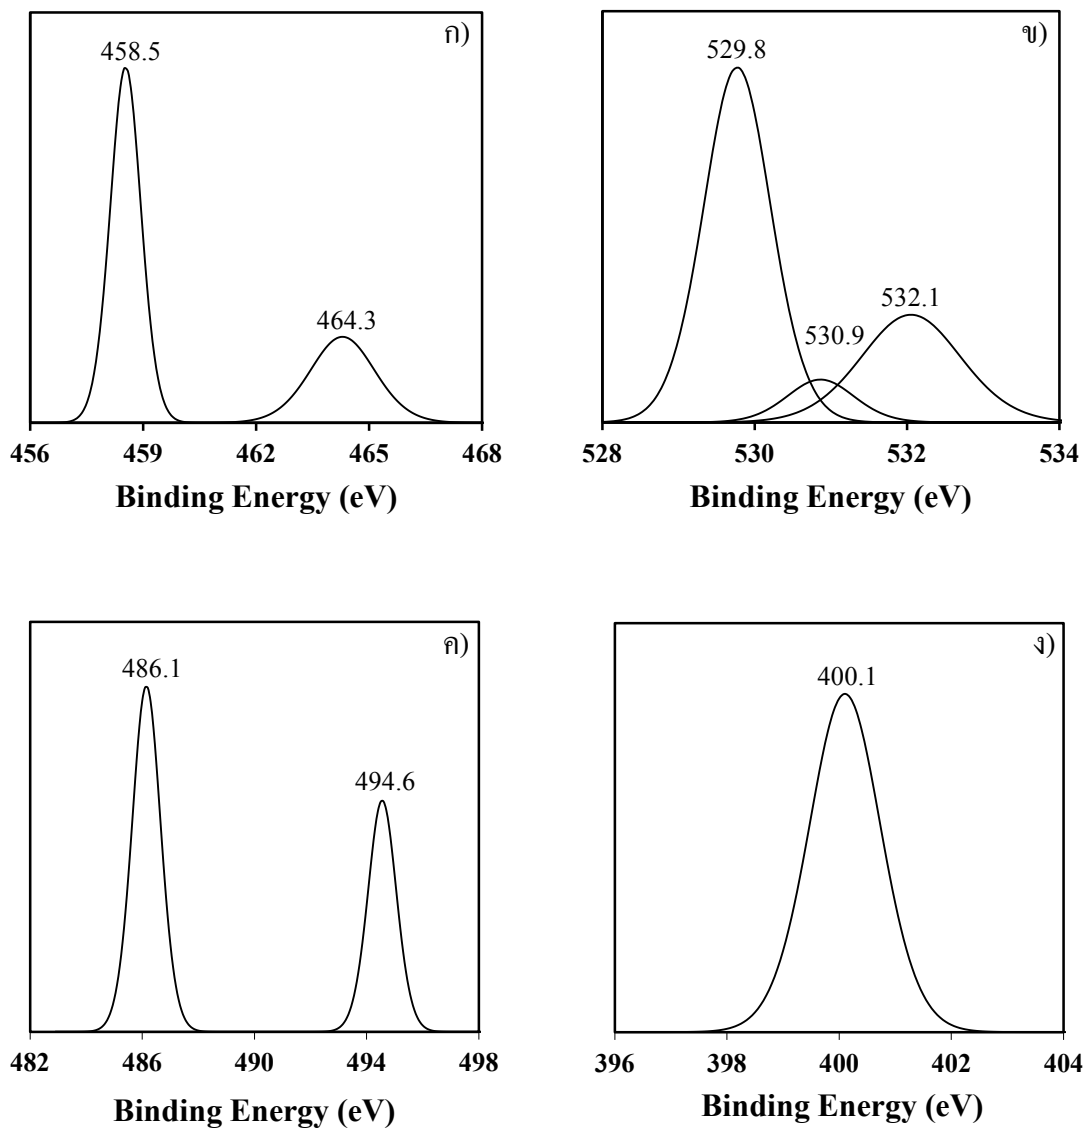 ก)
458.5
464.3
456 459 462 465 468
Binding Energy (eV)
ข)
529.8
532.1
530.9
528 530 532 534
Binding Energy (eV)
ค)
486.1
494.6
482 486 490 494 498
Binding Energy (eV)
ง)
400.1
396 398 400 402 404
Binding Energy (eV)